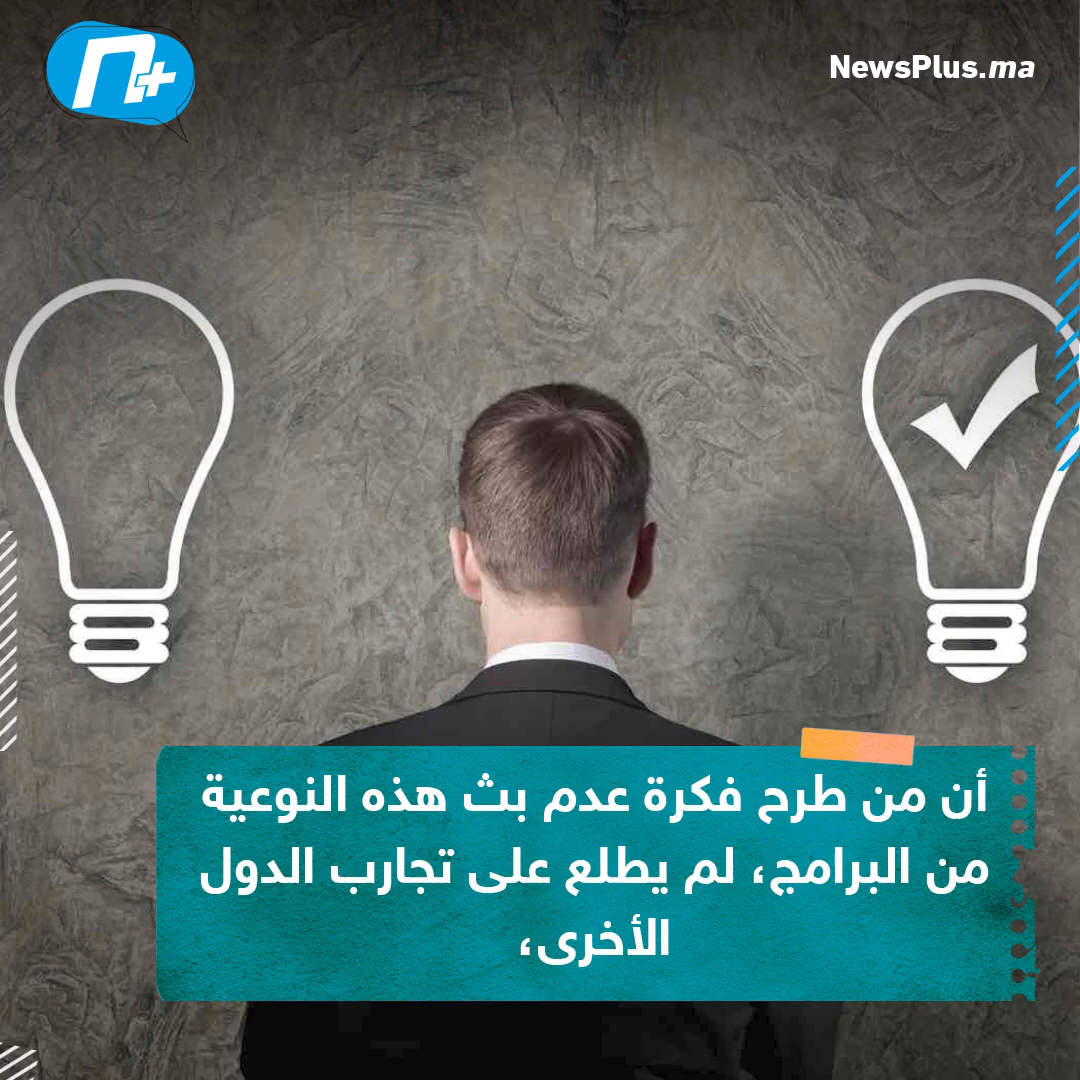 n+
NewsPlus.ma
أن من طرح فكرة عدم بث هذه النوعية
من البرامج، لم يطلع على تجارب الدول
الأخرى،